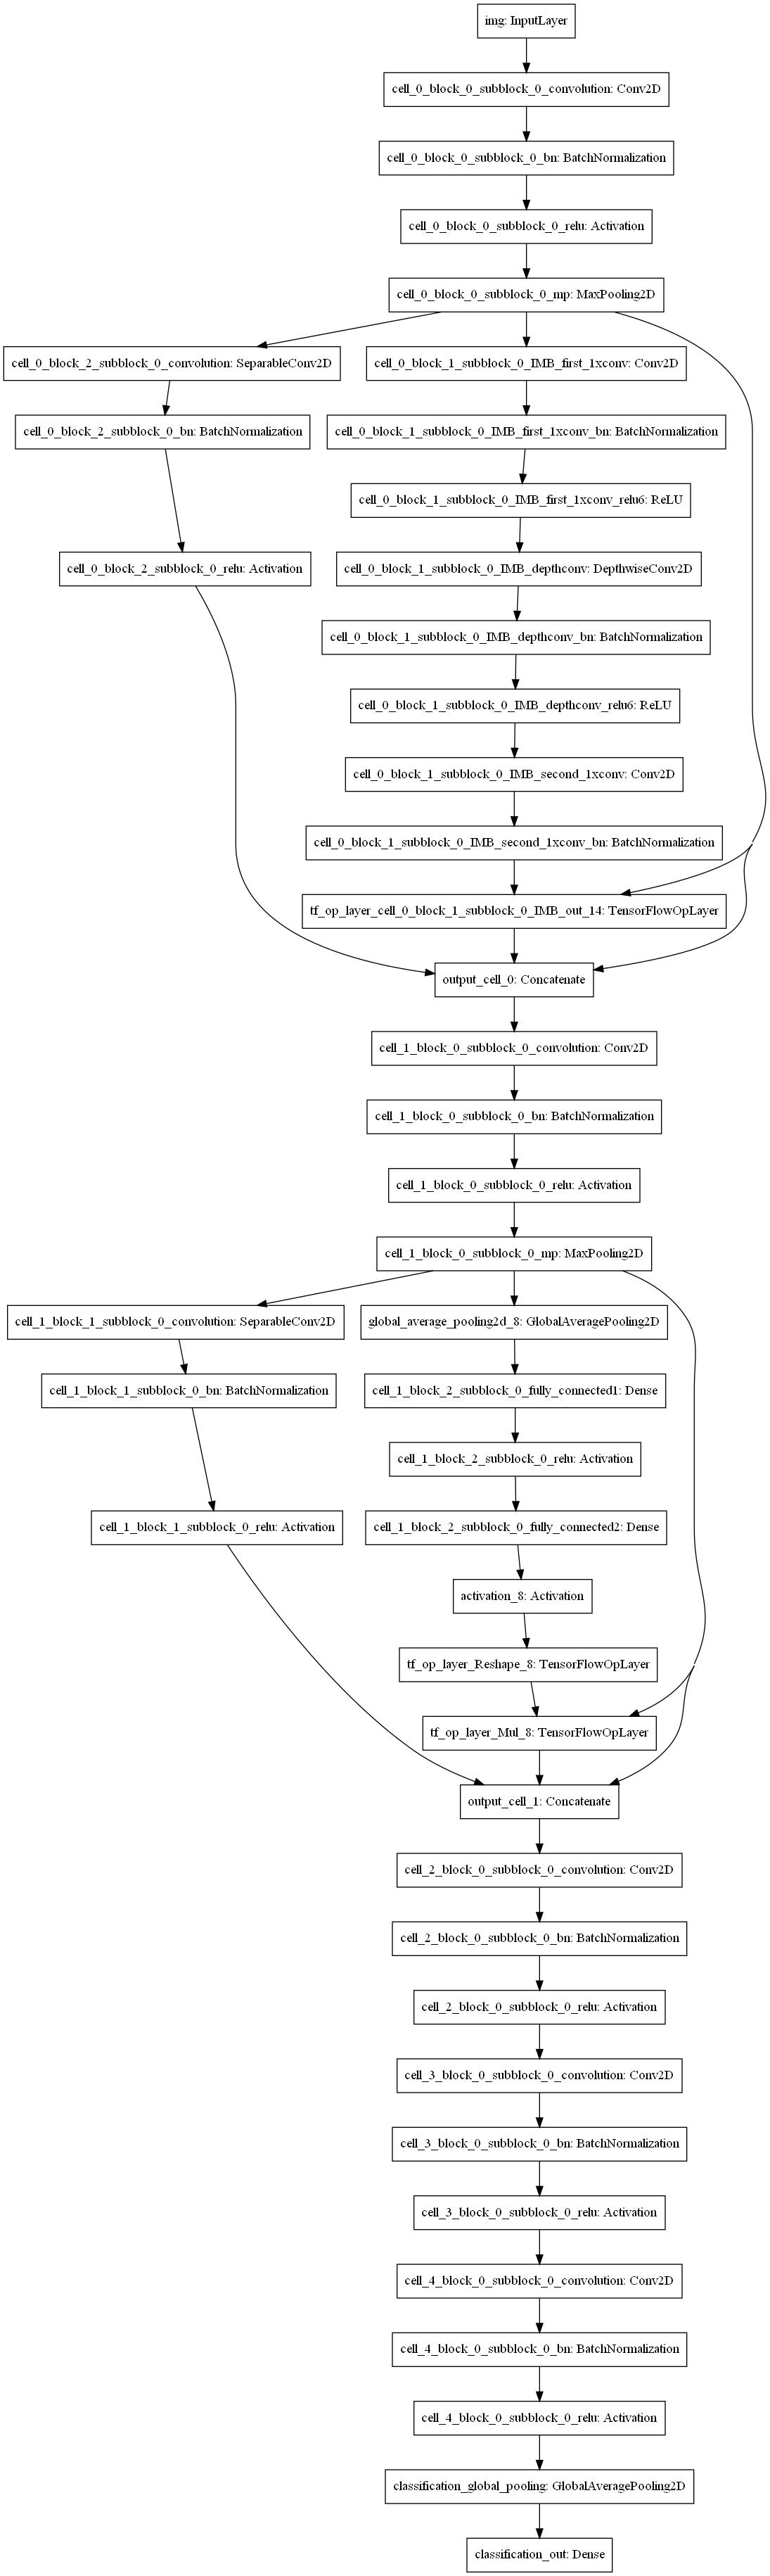 img: InputLayer
cell_0_block_0_subblock_0_convolution: Conv2D
cell_0_block_0_subblock_0_bn: BatchNormalization
cell_0_block_0_subblock_0_relu: Activation
cell_0_block_0_subblock_0_mp: MaxPooling2D
cell_0_block_2_subblock_0_convolution: SeparableConv2D
cell_0_block_1_subblock_0_IMB_first_1xconv: Conv2D
cell_0_block_2_subblock_0_bn: BatchNormalization
cell_0_block_1_subblock_0_IMB_first_1xconv_bn: BatchNormalization
cell_0_block_1_subblock_0_IMB_first_1xconv_relu6: ReLU
cell_0_block_2_subblock_0_relu: Activation
cell_0_block_1_subblock_0_IMB_depthconv: DepthwiseConv2D
cell_0_block_1_subblock_0_IMB_depthconv_bn: BatchNormalization
cell_0_block_1_subblock_0_IMB_depthconv_relu6: ReLU
cell_0_block_1_subblock_0_IMB_second_1xconv: Conv2D
cell_0_block_1_subblock_0_IMB_second_1xconv_bn: BatchNormalization
tf_op_layer_cell_0_block_1_subblock_0_IMB_out_14: TensorFlowOpLayer
output_cell_0: Concatenate
cell_1_block_0_subblock_0_convolution: Conv2D
cell_1_block_0_subblock_0_bn: BatchNormalization
cell_1_block_0_subblock_0_relu: Activation
cell_1_block_0_subblock_0_mp: MaxPooling2D
cell_1_block_1_subblock_0_convolution: SeparableConv2D
global_average_pooling2d_8: GlobalAveragePooling2D
cell_1_block_1_subblock_0_bn: BatchNormalization
cell_1_block_2_subblock_0_fully_connected1: Dense
cell_1_block_2_subblock_0_relu: Activation
cell_1_block_1_subblock_0_relu: Activation
cell_1_block_2_subblock_0_fully_connected2: Dense
activation_8: Activation
tf_op_layer_Reshape_8: TensorFlowOpLayer
tf_op_layer_Mul_8: TensorFlowOpLayer
output_cell_1: Concatenate
cell_2_block_0_subblock_0_convolution: Conv2D
cell_2_block_0_subblock_0_bn: BatchNormalization
cell_2_block_0_subblock_0_relu: Activation
cell_3_block_0_subblock_0_convolution: Conv2D
cell_3_block_0_subblock_0_bn: BatchNormalization
cell_3_block_0_subblock_0_relu: Activation
cell_4_block_0_subblock_0_convolution: Conv2D
cell_4_block_0_subblock_0_bn: BatchNormalization
cell_4_block_0_subblock_0_relu: Activation
classification_global_pooling: GlobalAveragePooling2D
classification_out: Dense